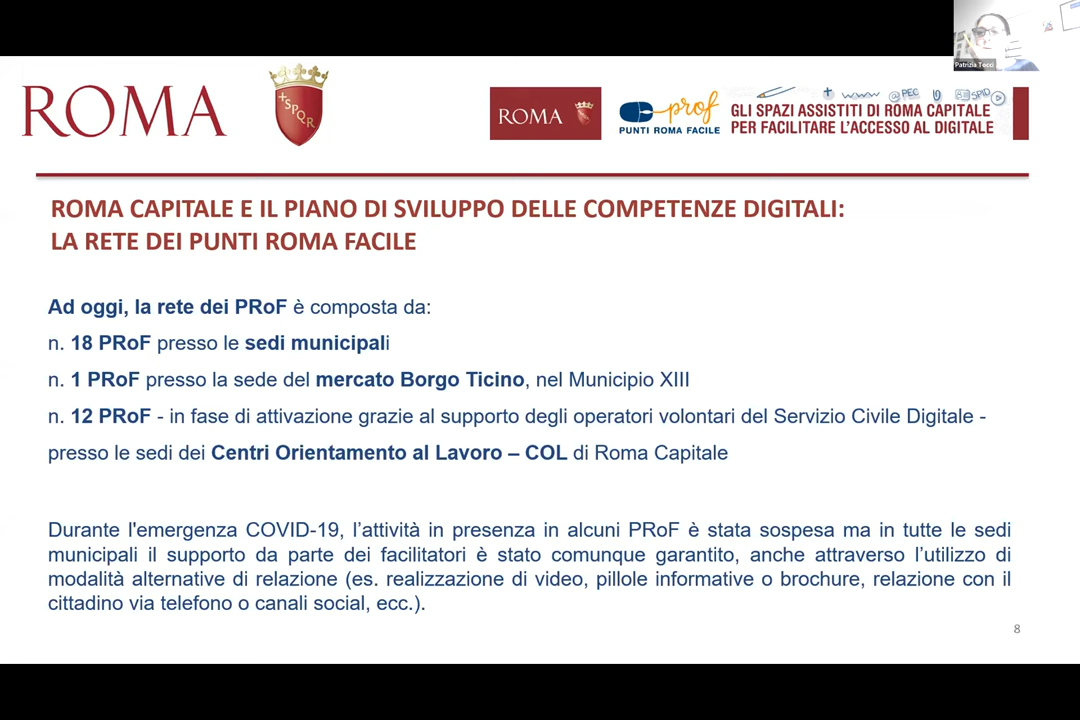 Patrizia Tocci
ROMA
SPQR
ROMA
prof
PUNTI ROMA FACILE
www @PEC SPID
GLI SPAZI ASSISTITI DI ROMA CAPITALE
PER FACILITARE L'ACCESSO AL DIGITALE
ROMA CAPITALE E IL PIANO DI SVILUPPO DELLE COMPETENZE DIGITALI:
LA RETE DEI PUNTI ROMA FACILE
Ad oggi, la rete dei PRoF è composta da:
n. 18 PRoF presso le sedi municipali
n. 1 PRoF presso la sede del mercato Borgo Ticino, nel Municipio XIII
n. 12 PRoF - in fase di attivazione grazie al supporto degli operatori volontari del Servizio Civile Digitale -
presso le sedi dei Centri Orientamento al Lavoro – COL di Roma Capitale
Durante l'emergenza COVID-19, l’attività in presenza in alcuni PRoF è stata sospesa ma in tutte le sedi
municipali il supporto da parte dei facilitatori è stato comunque garantito, anche attraverso l’utilizzo di
modalità alternative di relazione (es. realizzazione di video, pillole informative o brochure, relazione con il
cittadino via telefono o canali social, ecc.).
8